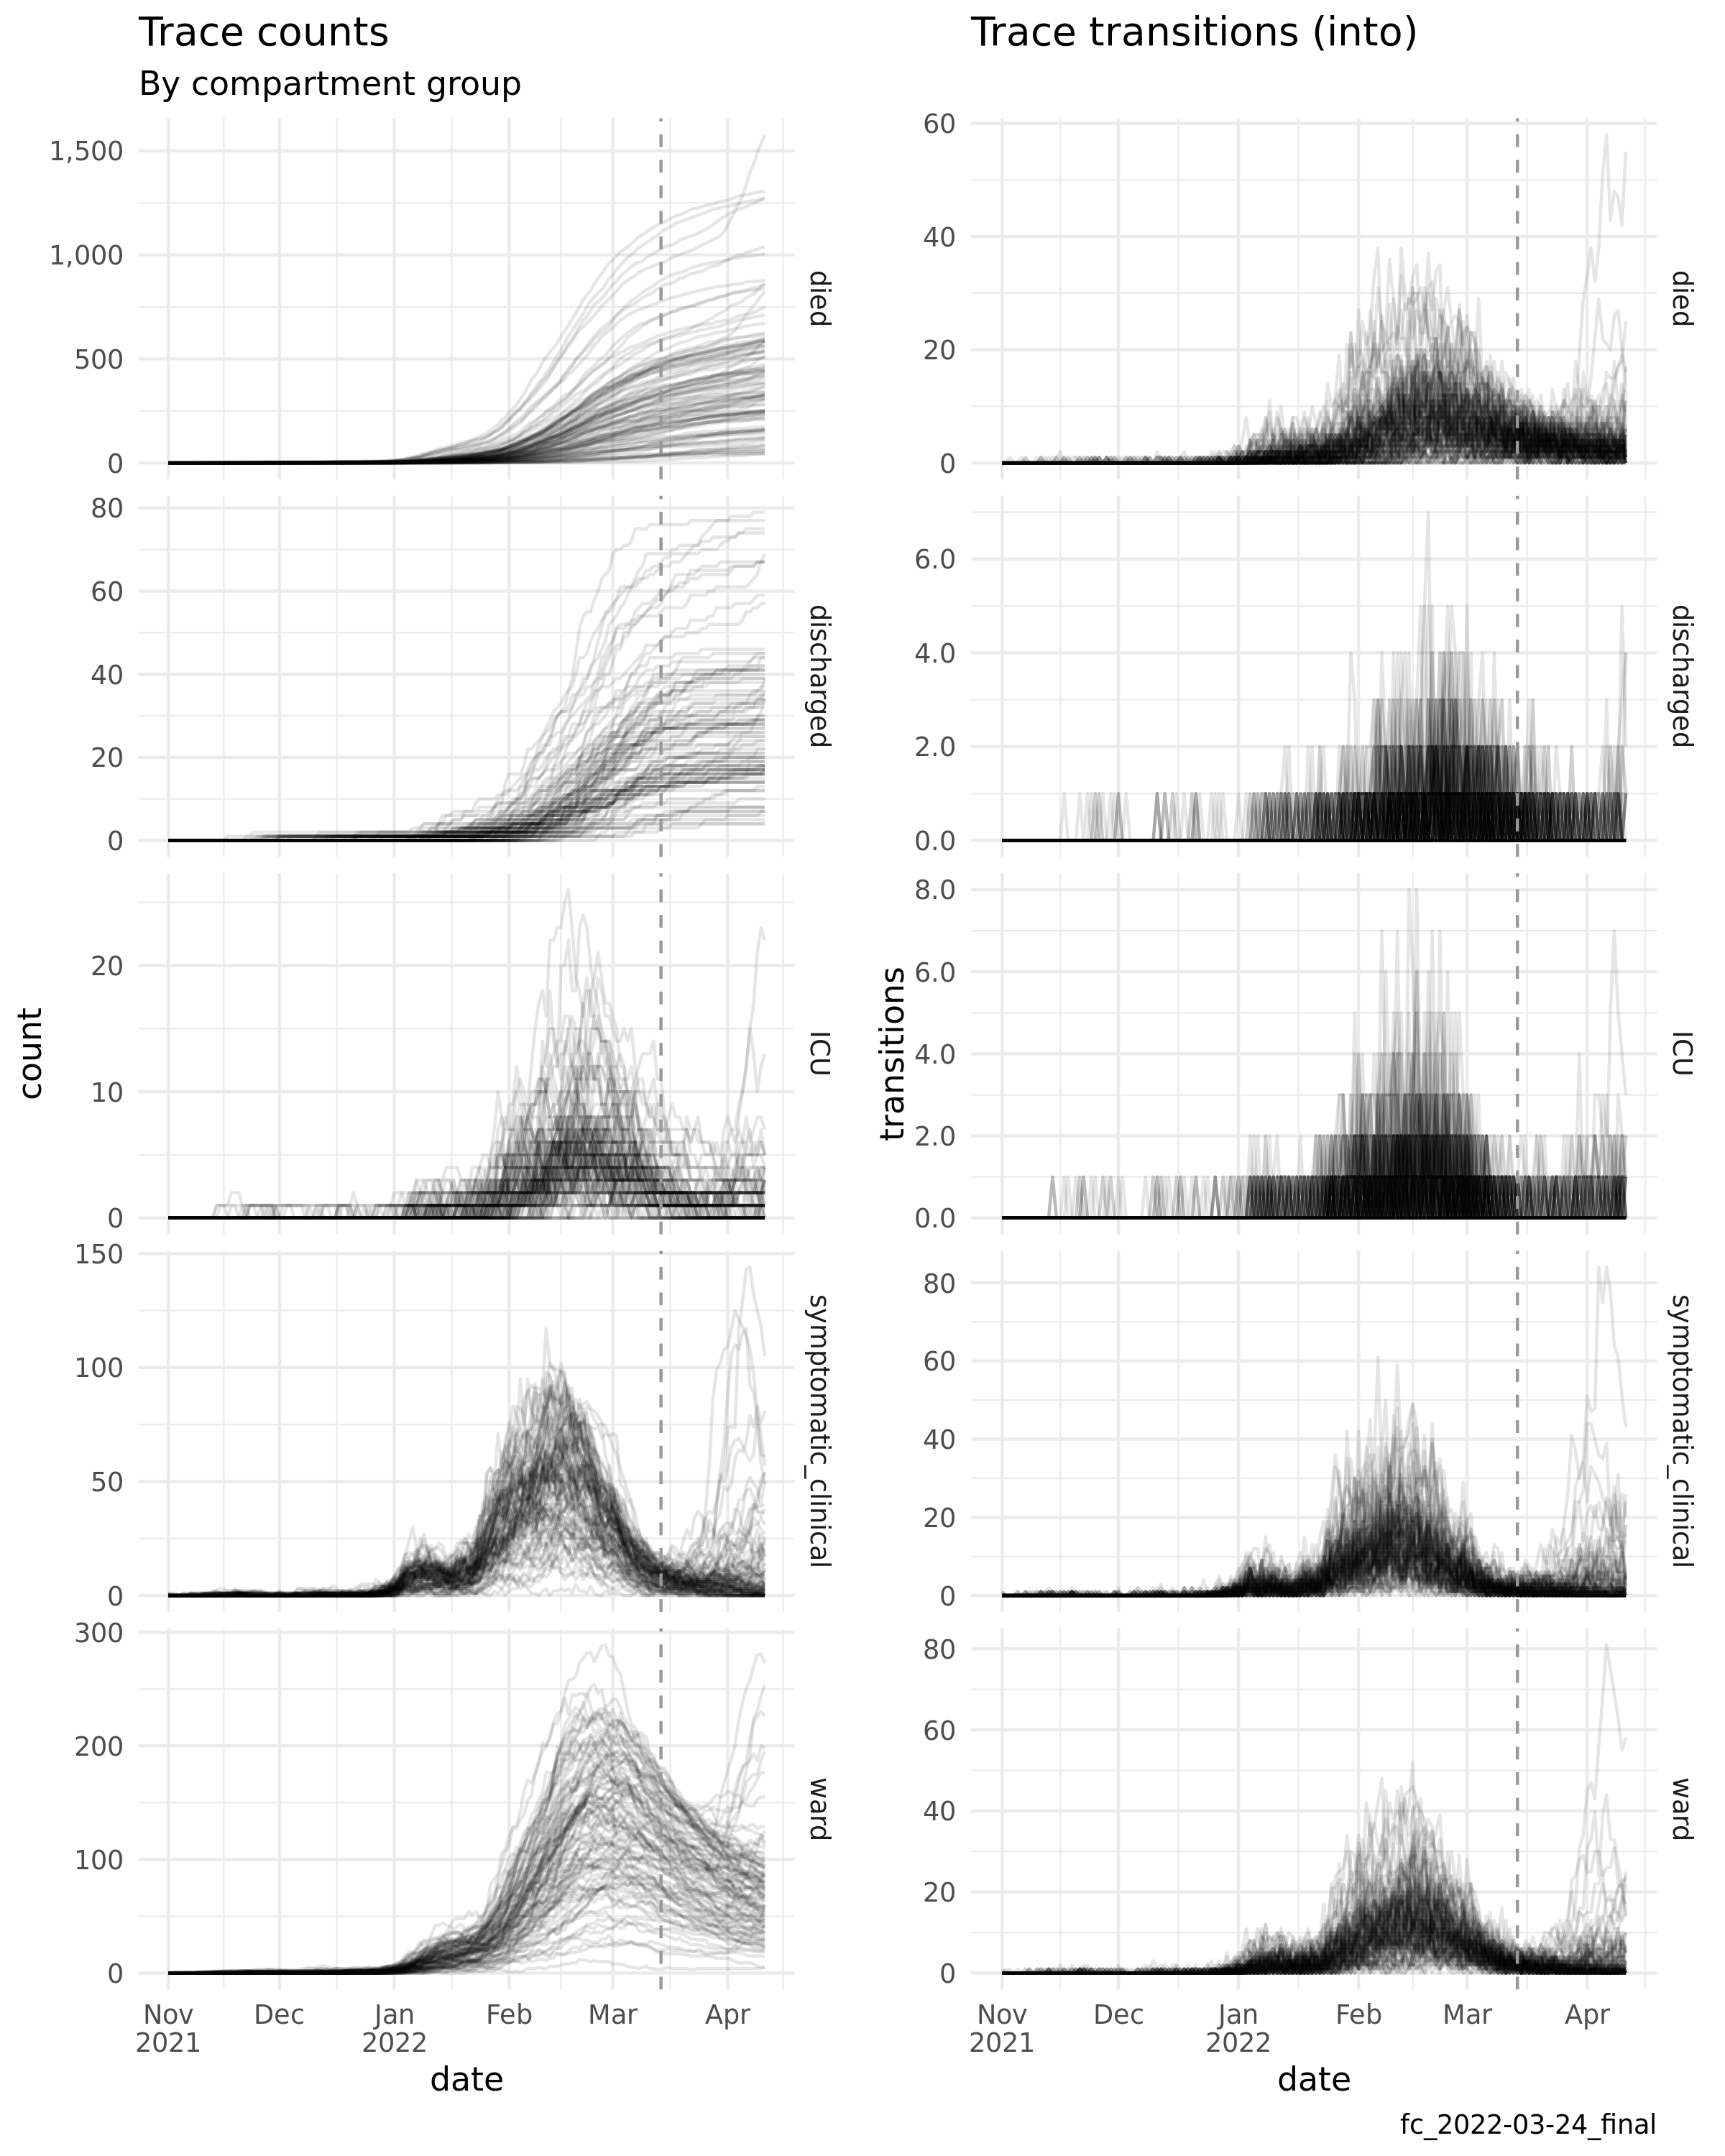 Trace counts
By compartment group
count
1,500
1,000
500
0
died
80
60
40
20
0
discharged
20
10
0
ICU
150
100
50
0
symptomatic_clinical
300
200
100
0
ward
Nov Dec Jan Feb Mar Apr
2021 2022
date
Trace transitions (into)
transitions
60
40
20
0
died
6.0
4.0
2.0
0.0
discharged
8.0
6.0
4.0
2.0
0.0
ICU
80
60
40
20
0
symptomatic_clinical
80
60
40
20
0
ward
Nov Dec Jan Feb Mar Apr
2021 2022
date
fc_2022-03-24_final